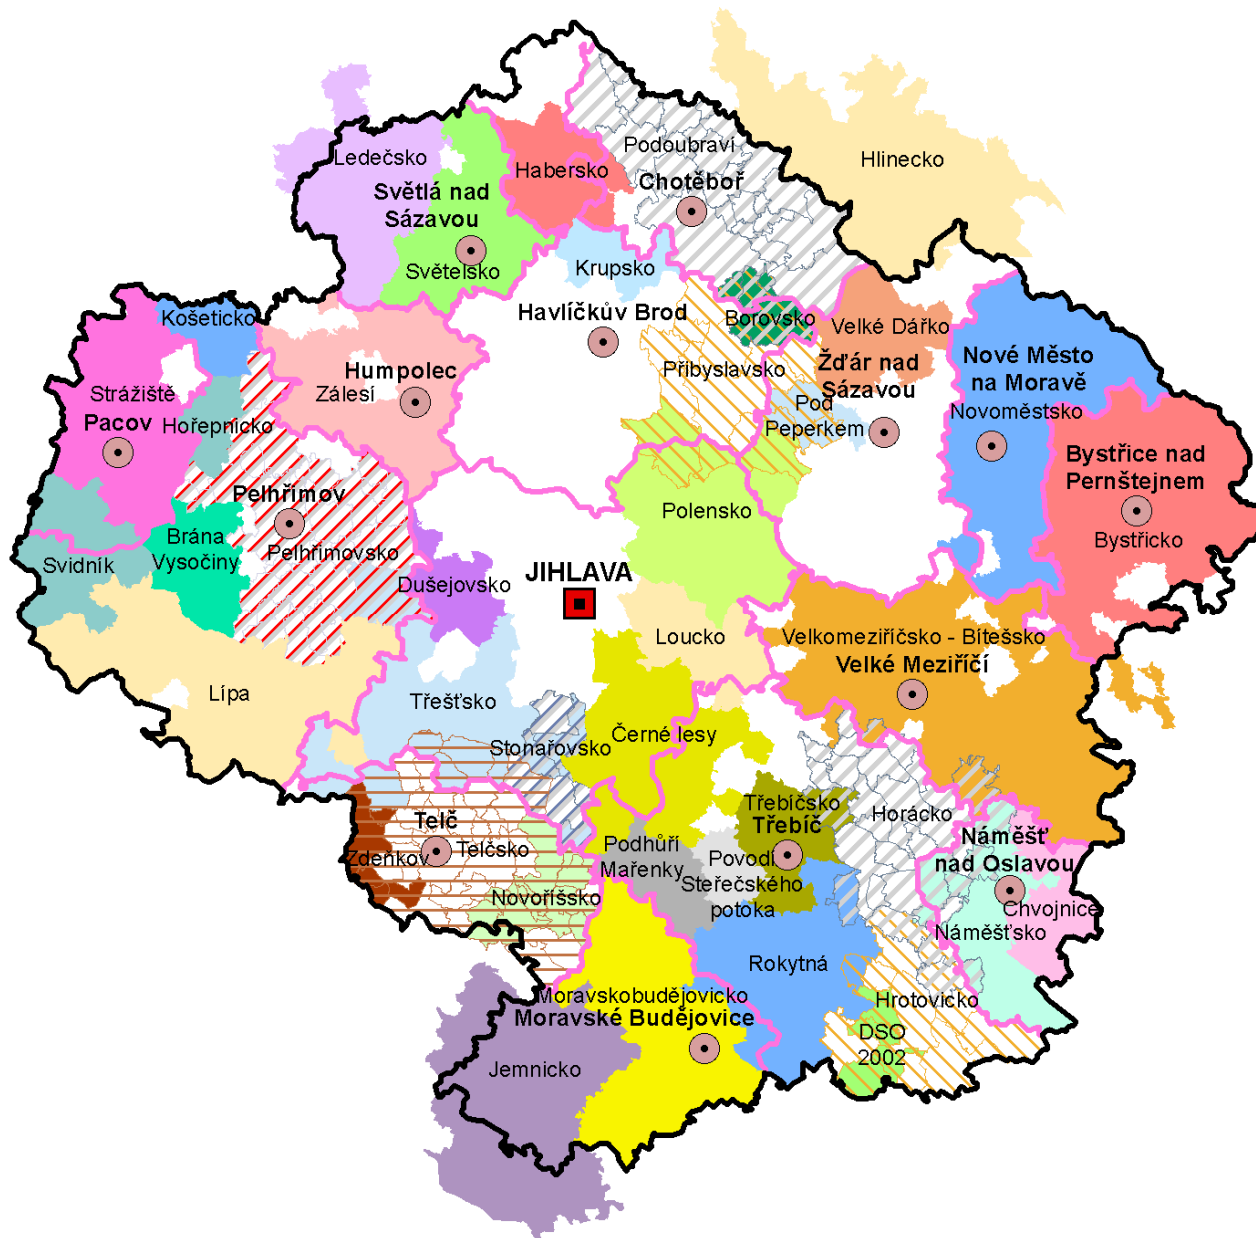 Ledečsko
Světlá nad
Sázavou
Světelsko
Habersko
Podoubraví
Chotěboř
Hlinecko
Krupsko
Havlíčkův Brod
Borovsko
Přibyslavsko
Velké Dářko
Žďár nad
Sázavou
Pod
Peperkem
Nové Město
na Moravě
Novoměstsko
Bystřice nad
Pernštejnem
Bystřicko
Košeticko
Strážiště
Pacov
Hořepnicko
Humpolec
Zálesí
Pelhřimov
Pelhřimovsko
Brána
Vysočiny
Svidník
Lípa
Dušejovsko
JIHLAVA
Polensko
Loucko
Velkomeziříčsko - Bítešsko
Velké Meziříčí
Třešťsko
Stonařovsko
Černé lesy
Telč
Telčsko
Zdeňkov
Novoříšsko
Podhůří
Mařenky
Třebíčsko
Třebíč
Povodí
Steřečského
potoka
Horácko
Náměšť
nad Oslavou
Chvojnice
Náměšťsko
Rokytná
Hrotovicko
DSO
2002
Moravskobudějovicko
Moravské Budějovice
Jemnicko